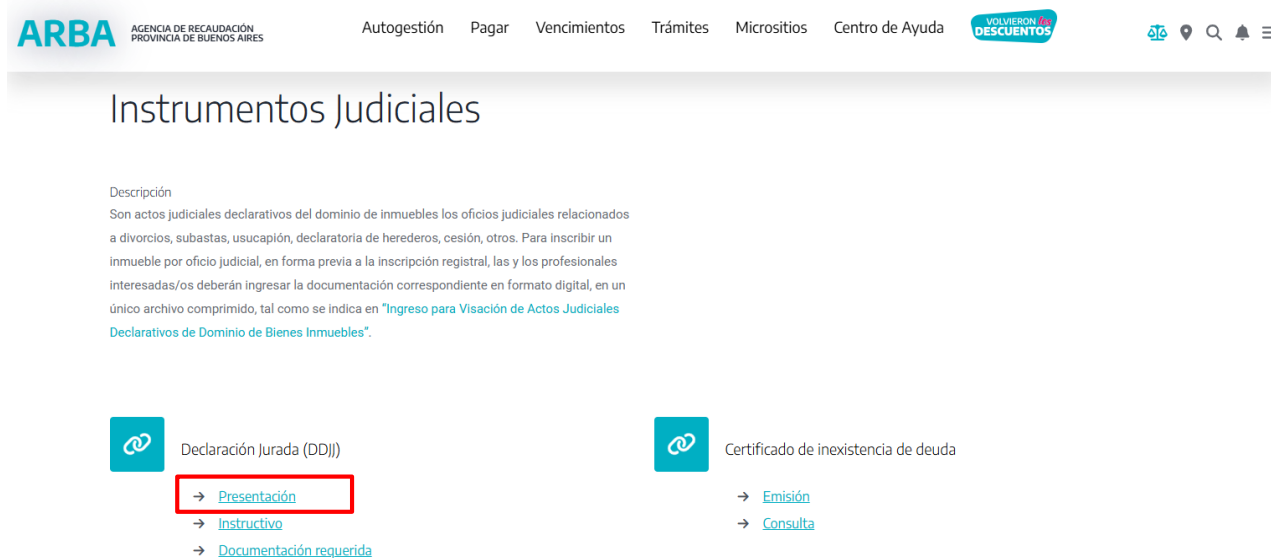 ARBA AGENCIA DE RECAUDACIÓN
PROVINCIA DE BUENOS AIRES
Autogestión Pagar Vencimientos Trámites Micrositios Centro de Ayuda
VOLVIERON los
DESCUENTOS
Instrumentos Judiciales
Descripción
Son actos judiciales declarativos del dominio de inmuebles los oficios judiciales relacionados
a divorcios, subastas, usucapión, declaratoria de herederos, cesión, otros. Para inscribir un
inmueble por oficio judicial, en forma previa a la inscripción registral, las y los profesionales
interesadas/os deberán ingresar la documentación correspondiente en formato digital, en un
único archivo comprimido, tal como se indica en "Ingreso para Visación de Actos Judiciales
Declarativos de Dominio de Bienes Inmuebles".
Declaración Jurada (DDJJ)
→ Presentación
→ Instructivo
→ Documentación requerida
Certificado de inexistencia de deuda
→ Emisión
→ Consulta